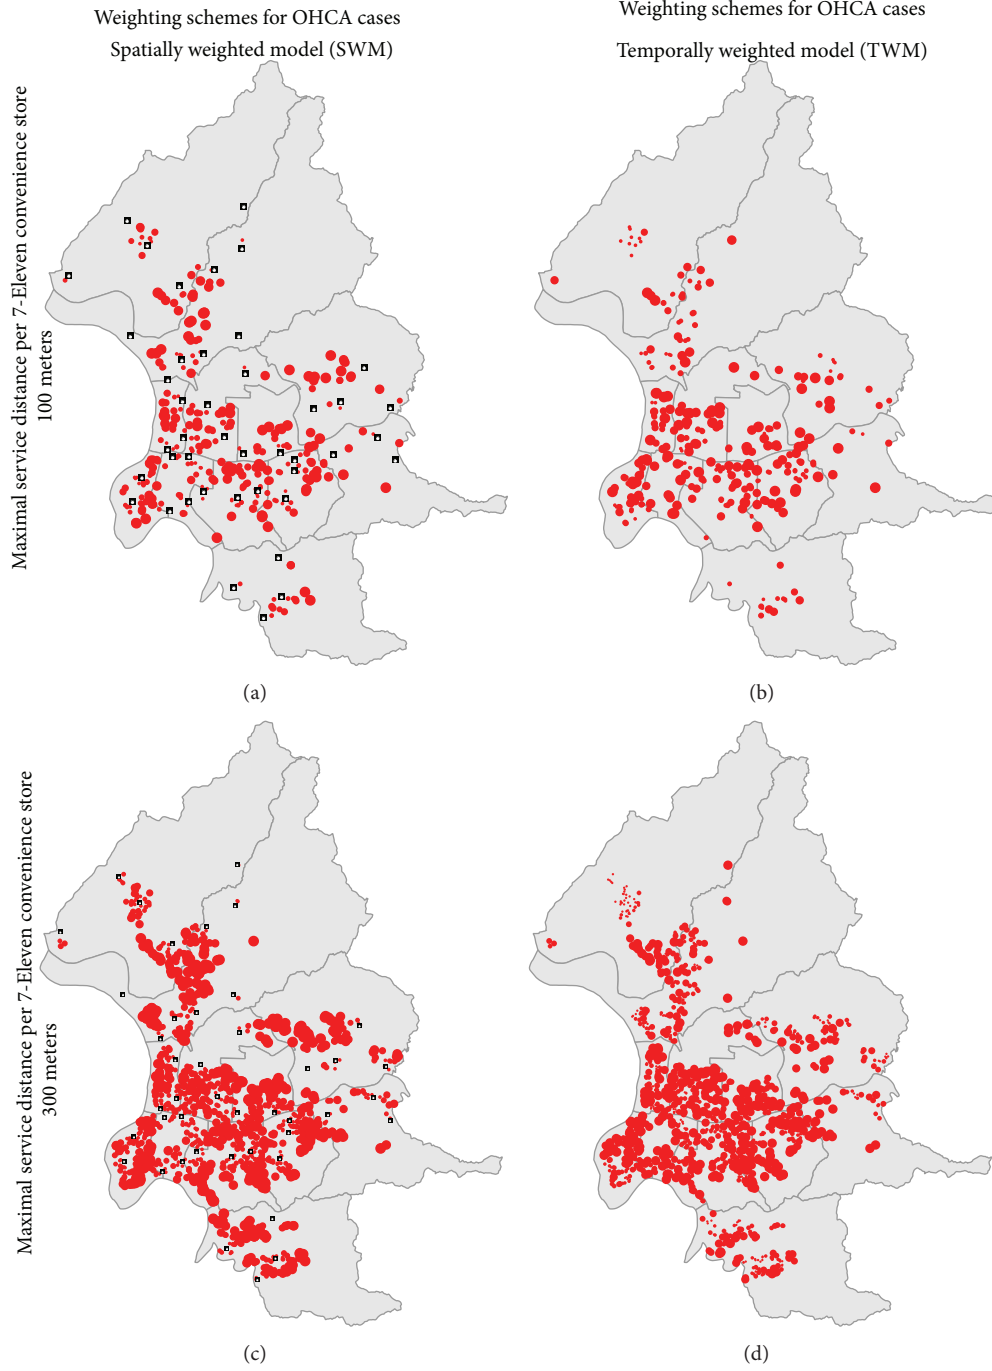 Weighting schemes for OHCA cases
Spatially weighted model (SWM)
Weighting schemes for OHCA cases
Temporally weighted model (TWM)
Maximal service distance per 7-Eleven convenience store
100 meters
(a)
(b)
Maximal service distance per 7-Eleven convenience store
300 meters
(c)
(d)